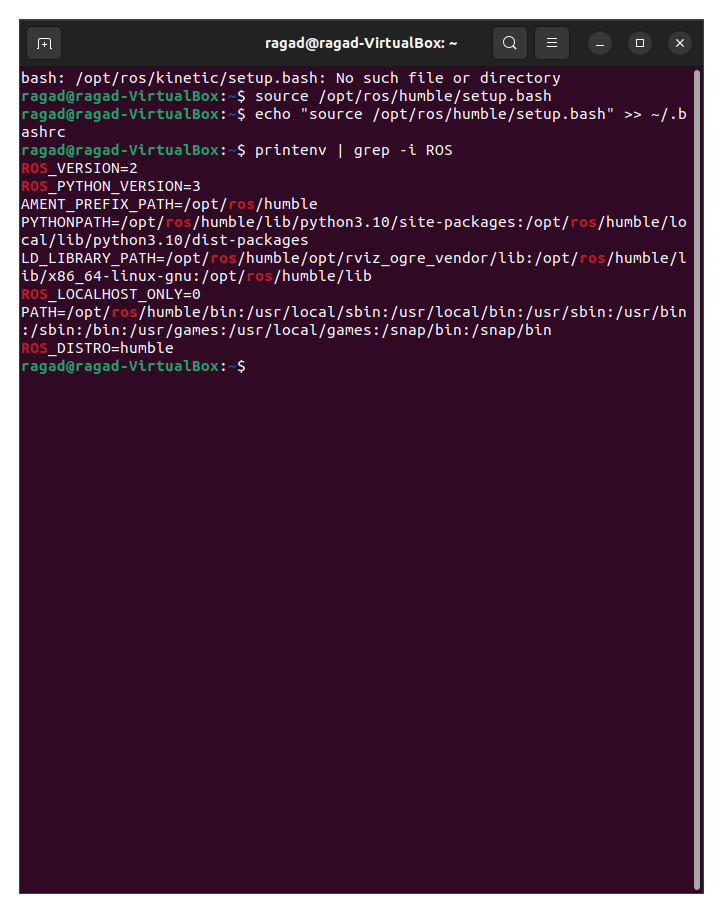 ragad@ragad-VirtualBox: ~
bash: /opt/ros/kinetic/setup.bash: No such file or directory
ragad@ragad-VirtualBox:~$ source /opt/ros/humble/setup.bash
ragad@ragad-VirtualBox:~$ echo "source /opt/ros/humble/setup.bash" >> ~/.b
ashrc
ragad@ragad-VirtualBox:~$ printenv | grep -i ROS
ROS_VERSION=2
ROS_PYTHON_VERSION=3
AMENT_PREFIX_PATH=/opt/ros/humble
PYTHONPATH=/opt/ros/humble/lib/python3.10/site-packages:/opt/ros/humble/lo
cal/lib/python3.10/dist-packages
LD_LIBRARY_PATH=/opt/ros/humble/opt/rviz_ogre_vendor/lib:/opt/ros/humble/l
ib/x86_64-linux-gnu:/opt/ros/humble/lib
ROS_LOCALHOST_ONLY=0
PATH=/opt/ros/humble/bin:/usr/local/sbin:/usr/local/bin:/usr/sbin:/usr/bin
:/sbin:/bin:/usr/games:/usr/local/games:/snap/bin:/snap/bin
ROS_DISTRO=humble
ragad@ragad-VirtualBox:~$